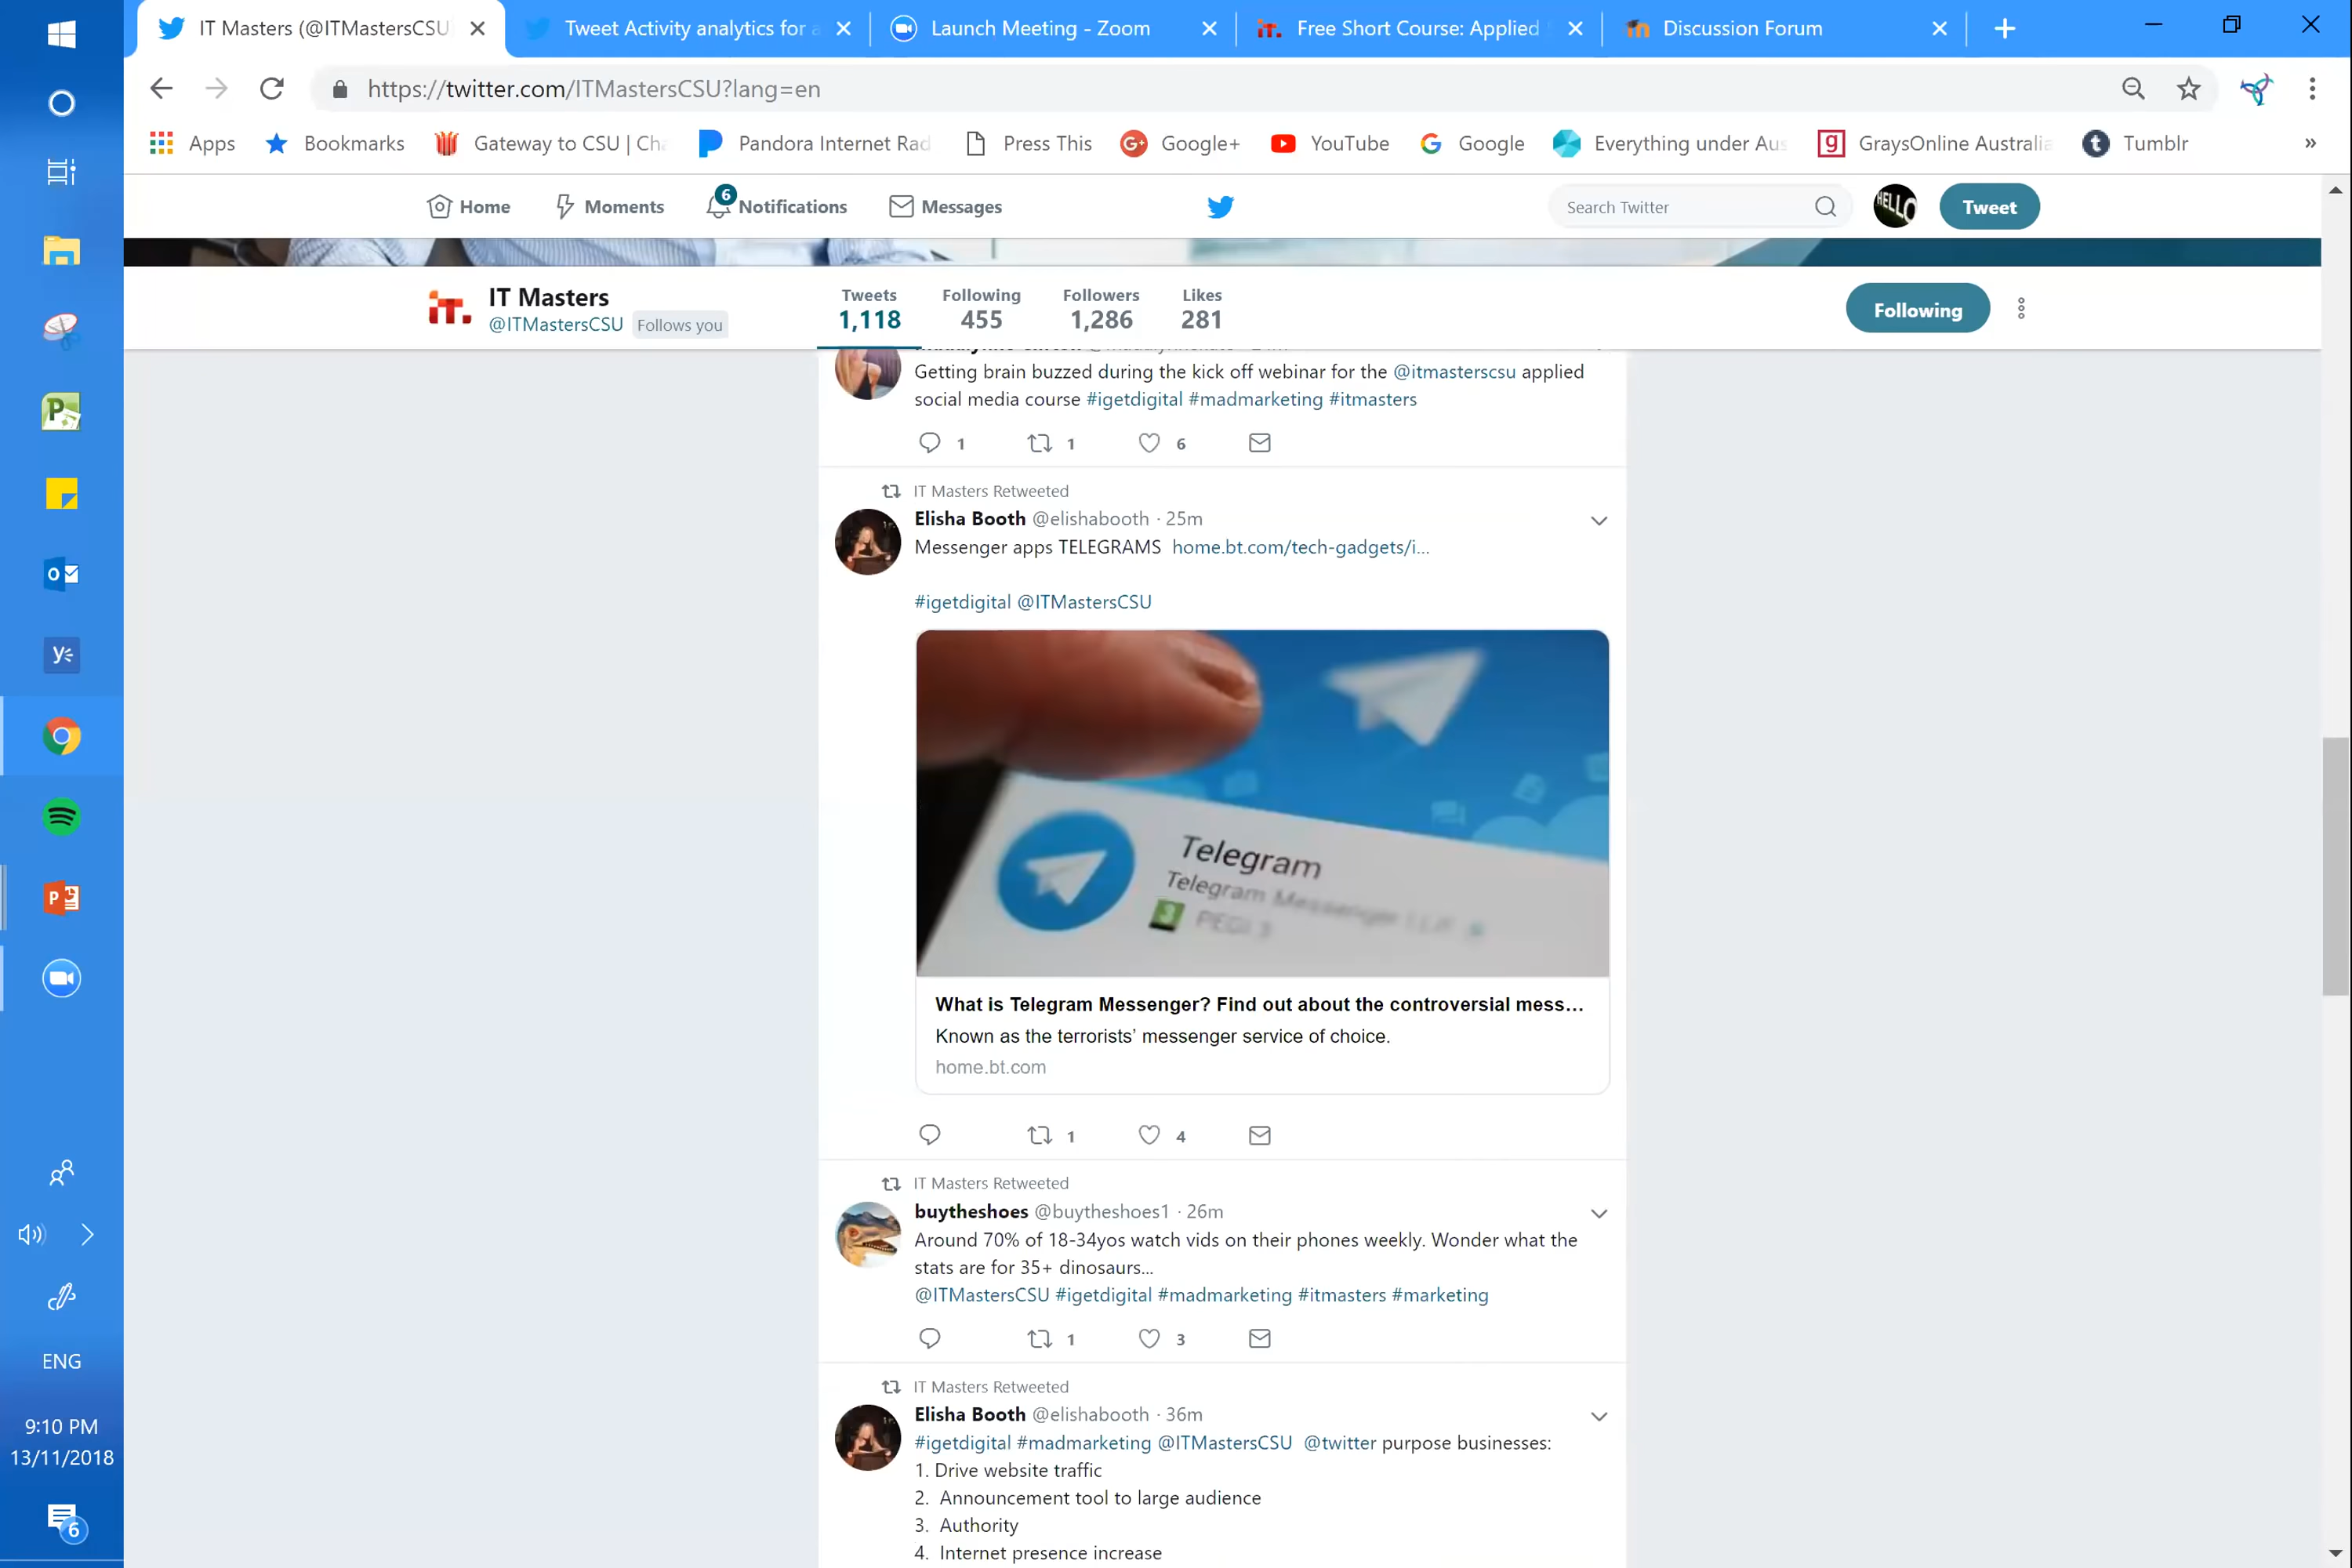 IT Masters (@ITMastersCSU
Tweet Activity analytics for a
Launch Meeting - Zoom
Free Short Course: Applied
Discussion Forum
https://twitter.com/ITMastersCSU?lang=en
Apps
Bookmarks
Gateway to CSU | Cha
Pandora Internet Rad
Press This
Google+
YouTube
Google
Everything under Aus
GraysOnline Australia
Tumblr
»
Home
Moments
6
Notifications
Messages
Search Twitter
HELLO
Tweet
IT Masters
@ITMastersCSU Follows you
Tweets
1,118
Following
455
Followers
1,286
Likes
281
Following
Getting brain buzzed during the kick off webinar for the @itmasterscsu applied
social media course #igetdigital #madmarketing #itmasters
1 1 6
IT Masters Retweeted
Elisha Booth @elishabooth · 25m
Messenger apps TELEGRAMS home.bt.com/tech-gadgets/i...
#igetdigital @ITMastersCSU
Telegram
Telegram Messenger LLP
3 PEGI 3
What is Telegram Messenger? Find out about the controversial mess...
Known as the terrorists' messenger service of choice.
home.bt.com
1 4
IT Masters Retweeted
buytheshoes @buytheshoes1 · 26m
Around 70% of 18-34yos watch vids on their phones weekly. Wonder what the
stats are for 35+ dinosaurs...
@ITMastersCSU #igetdigital #madmarketing #itmasters #marketing
1 3
IT Masters Retweeted
Elisha Booth @elishabooth · 36m
#igetdigital #madmarketing @ITMastersCSU @twitter purpose businesses:
1. Drive website traffic
2. Announcement tool to large audience
3. Authority
4. Internet presence increase
ENG
9:10 PM
13/11/2018
6